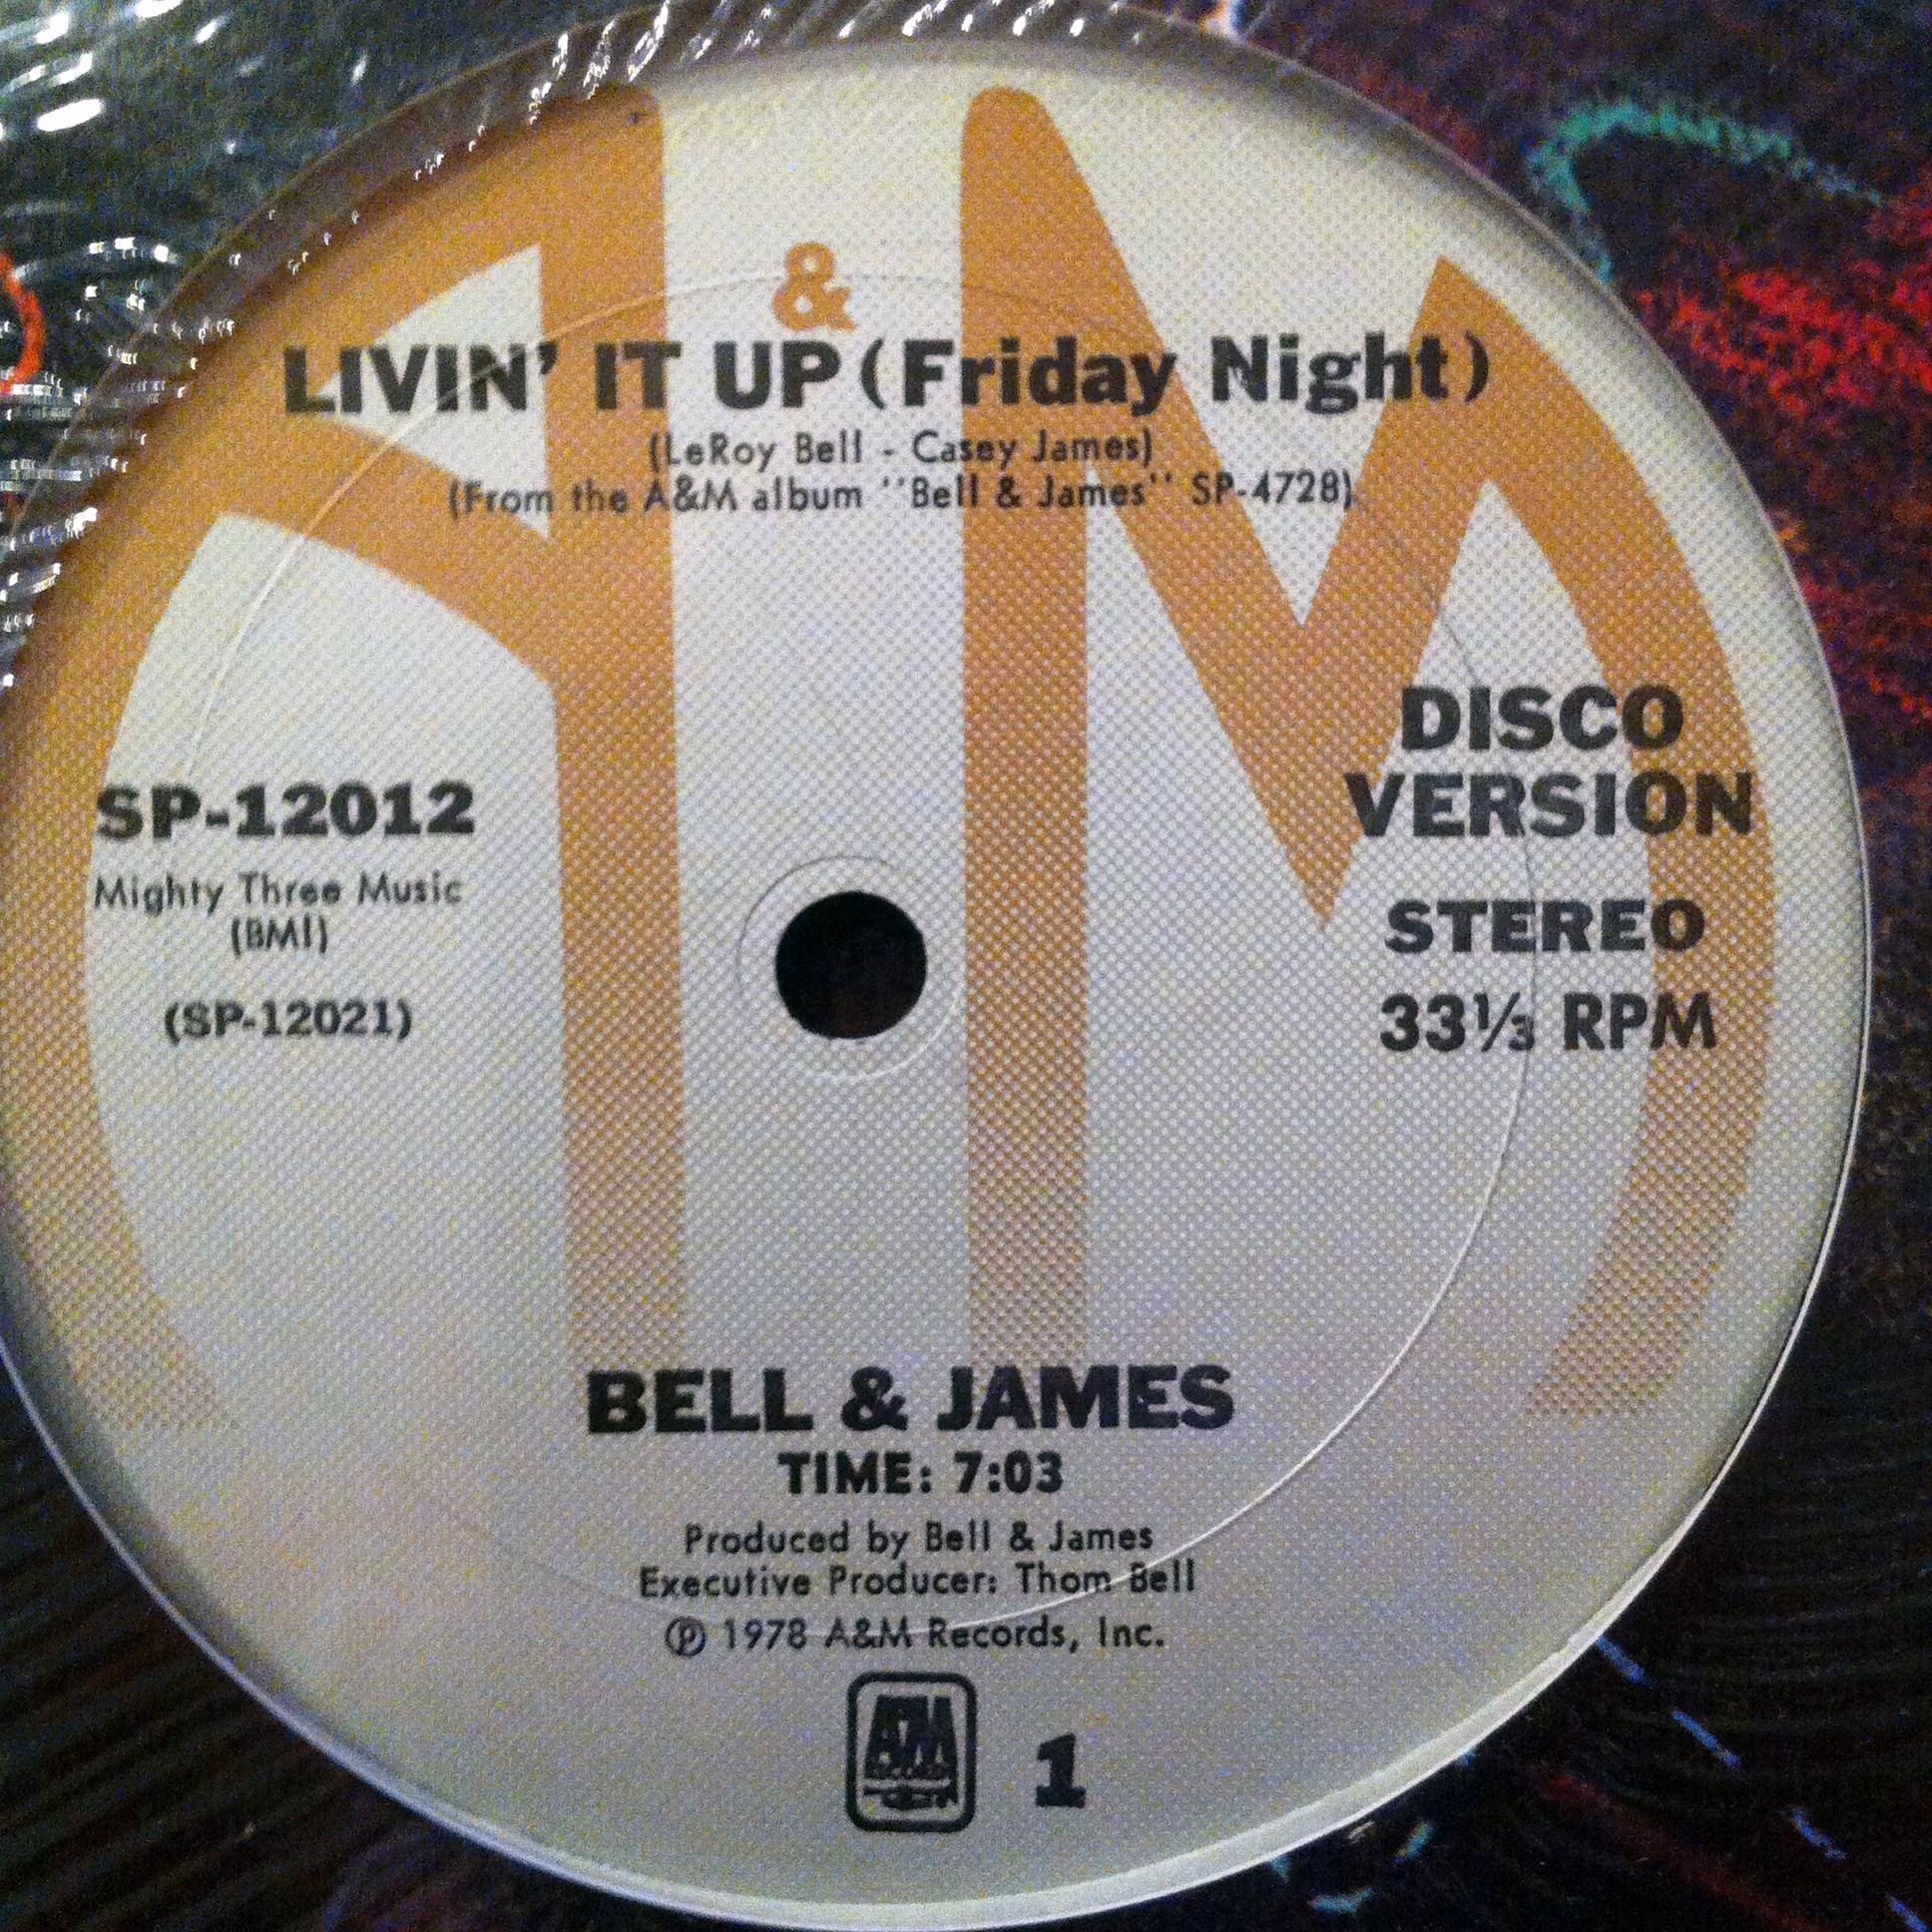 &
LIVIN' IT UP (Friday Night)
(LeRoy Bell - Casey James)
(From the A&M album "Bell & James" SP-4728)
DISCO
VERSION
SP-12012
Mighty Three Music
(BMI)
STEREO
(SP-12021)
33⅓ RPM
BELL & JAMES
TIME: 7:03
Produced by Bell & James
Executive Producer: Thom Bell
℗ 1978 A&M Records, Inc.
A&M
RECORDS
1